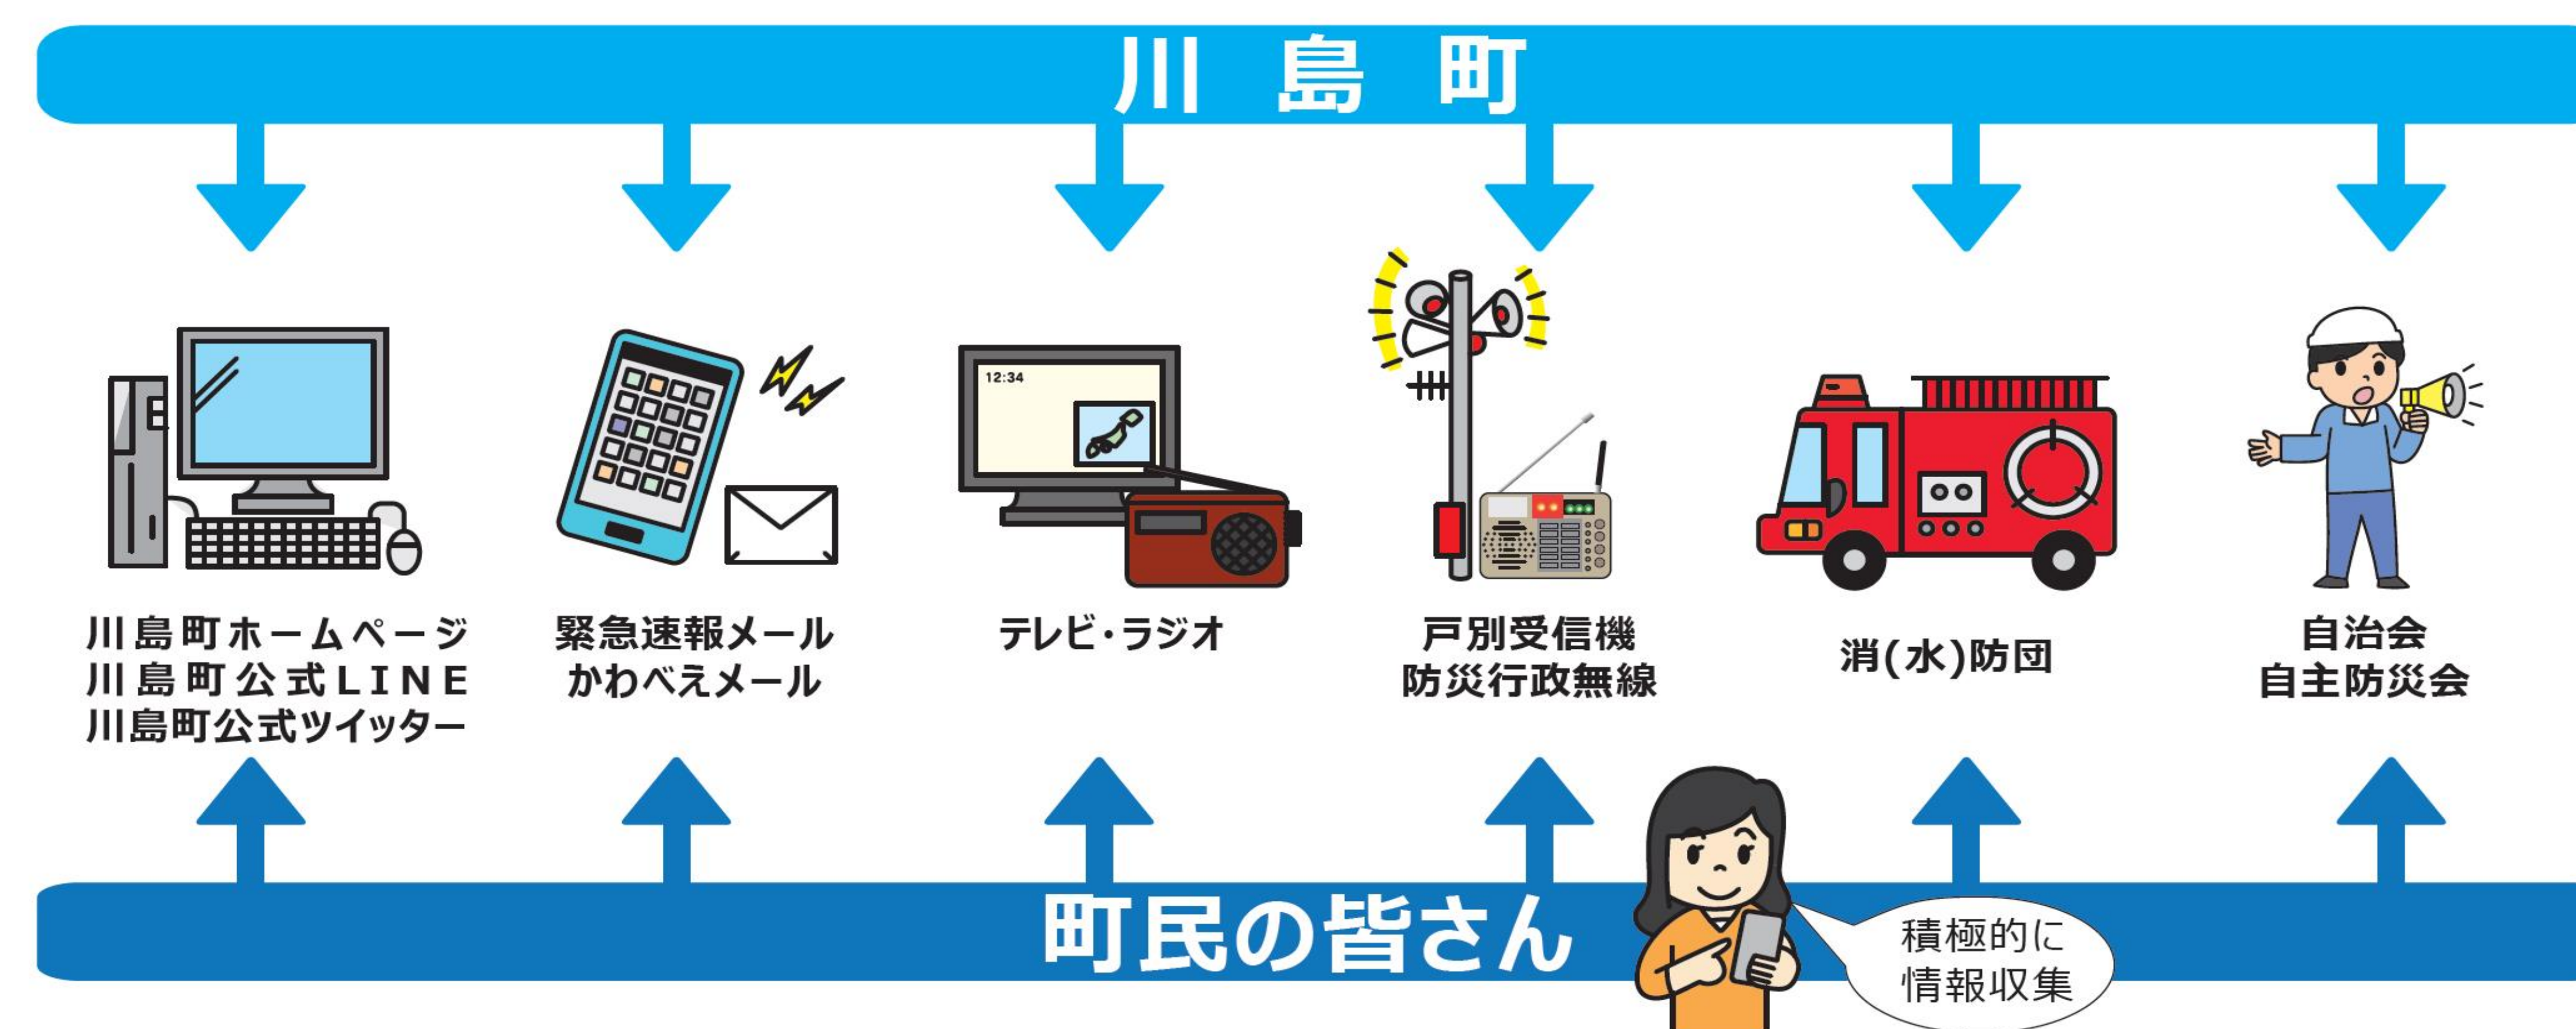 川島町
12:34
川島町ホームページ
川島町公式LINE
川島町公式ツイッター
緊急速報メール
かわべえメール
テレビ・ラジオ
戸別受信機
防災行政無線
消(水)防団
自治会
自主防災会
町民の皆さん
積極的に
情報収集